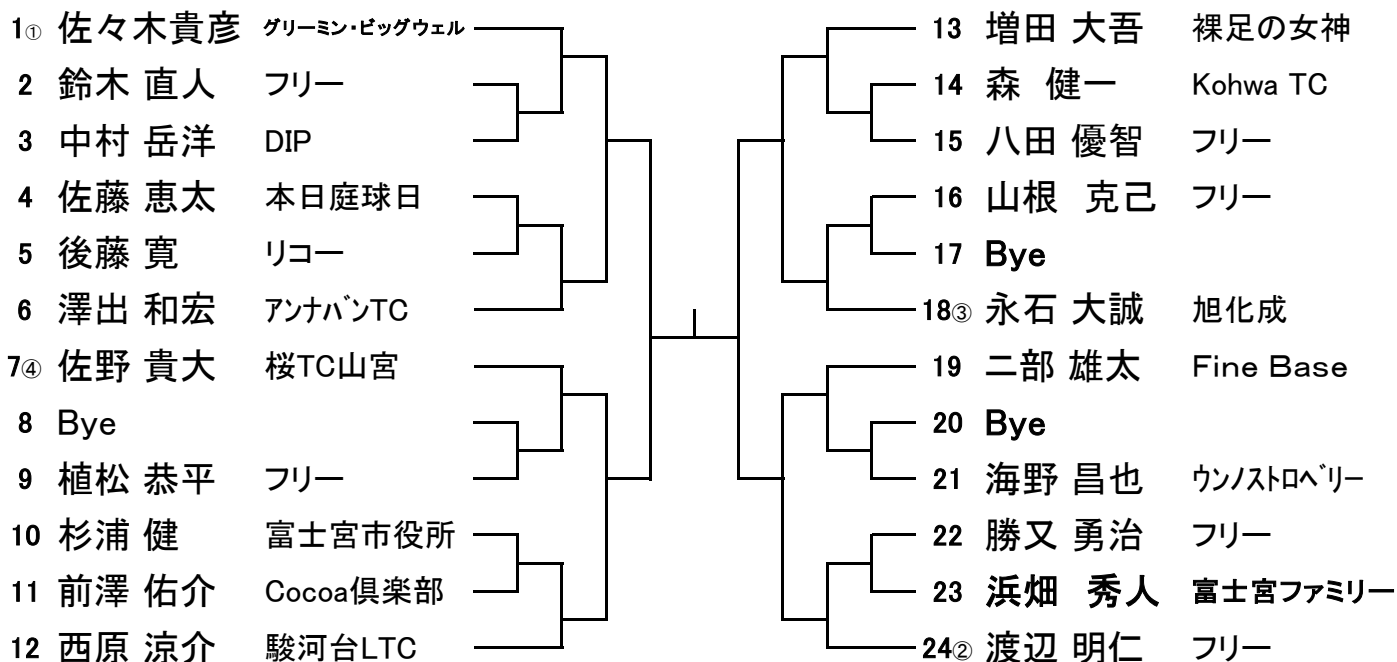 1① 佐々木貴彦 グリーミン・ビッグウェル
2 鈴木 直人 フリー
3 中村 岳洋 DIP
4 佐藤 恵太 本日庭球日
5 後藤 寛 リコー
6 澤出 和宏 アンナバンTC
7④ 佐野 貴大 桜TC山宮
8 Bye
9 植松 恭平 フリー
10 杉浦 健 富士宮市役所
11 前澤 佑介 Cocoa倶楽部
12 西原 涼介 駿河台LTC
13 増田 大吾 裸足の女神
14 森 健一 Kohwa TC
15 八田 優智 フリー
16 山根 克己 フリー
17 Bye
18③ 永石 大誠 旭化成
19 二部 雄太 Fine Base
20 Bye
21 海野 昌也 ウンノストロベリー
22 勝又 勇治 フリー
23 浜畑 秀人 富士宮ファミリー
24② 渡辺 明仁 フリー